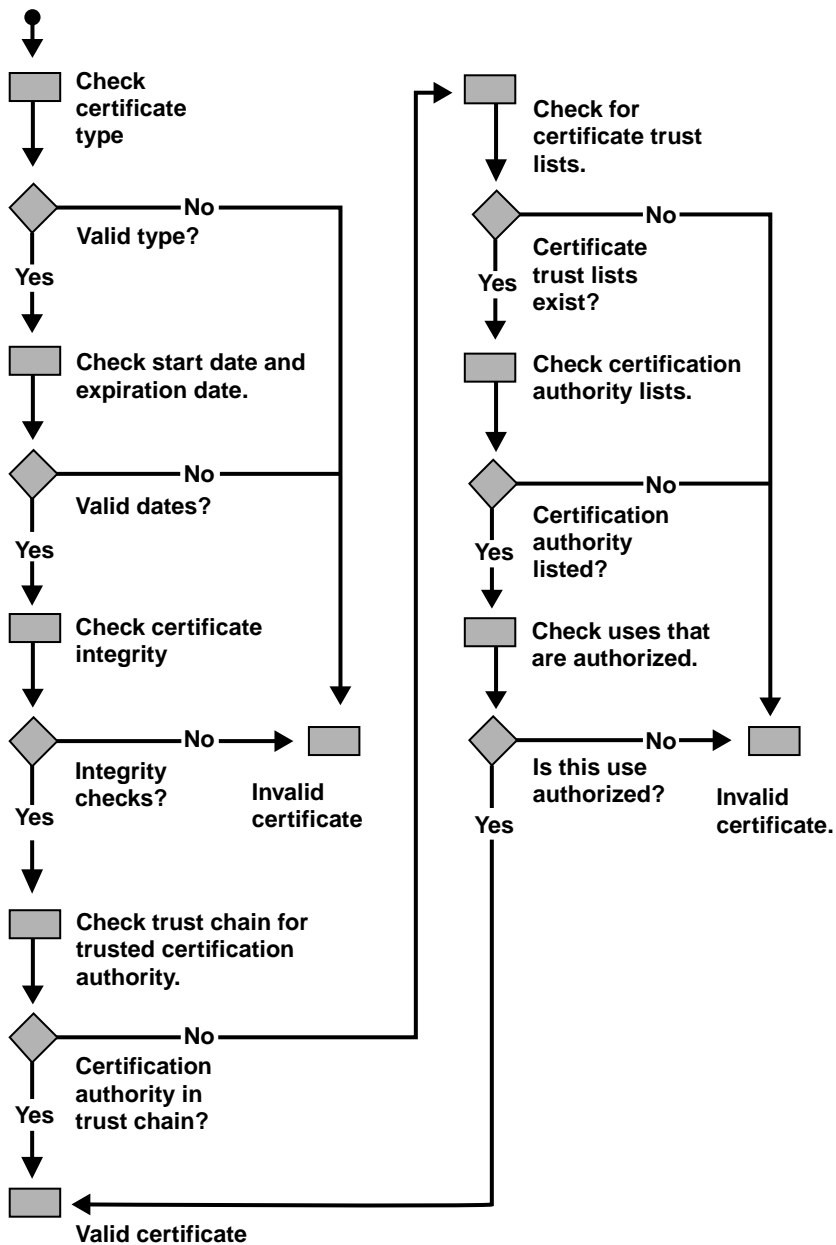 Check
certificate
type
No
Valid type?
Yes
Check start date and
expiration date.
No
Valid dates?
Yes
Check certificate
integrity
No
Integrity
checks?
Yes
Invalid
certificate
Check trust chain for
trusted certification
authority.
No
Certification
authority in
trust chain?
Yes
Valid certificate
Check for
certificate trust
lists.
No
Certificate
trust lists
exist?
Yes
Check certification
authority lists.
No
Certification
authority
listed?
Yes
Check uses that
are authorized.
No
Is this use
authorized?
Yes
Invalid
certificate.